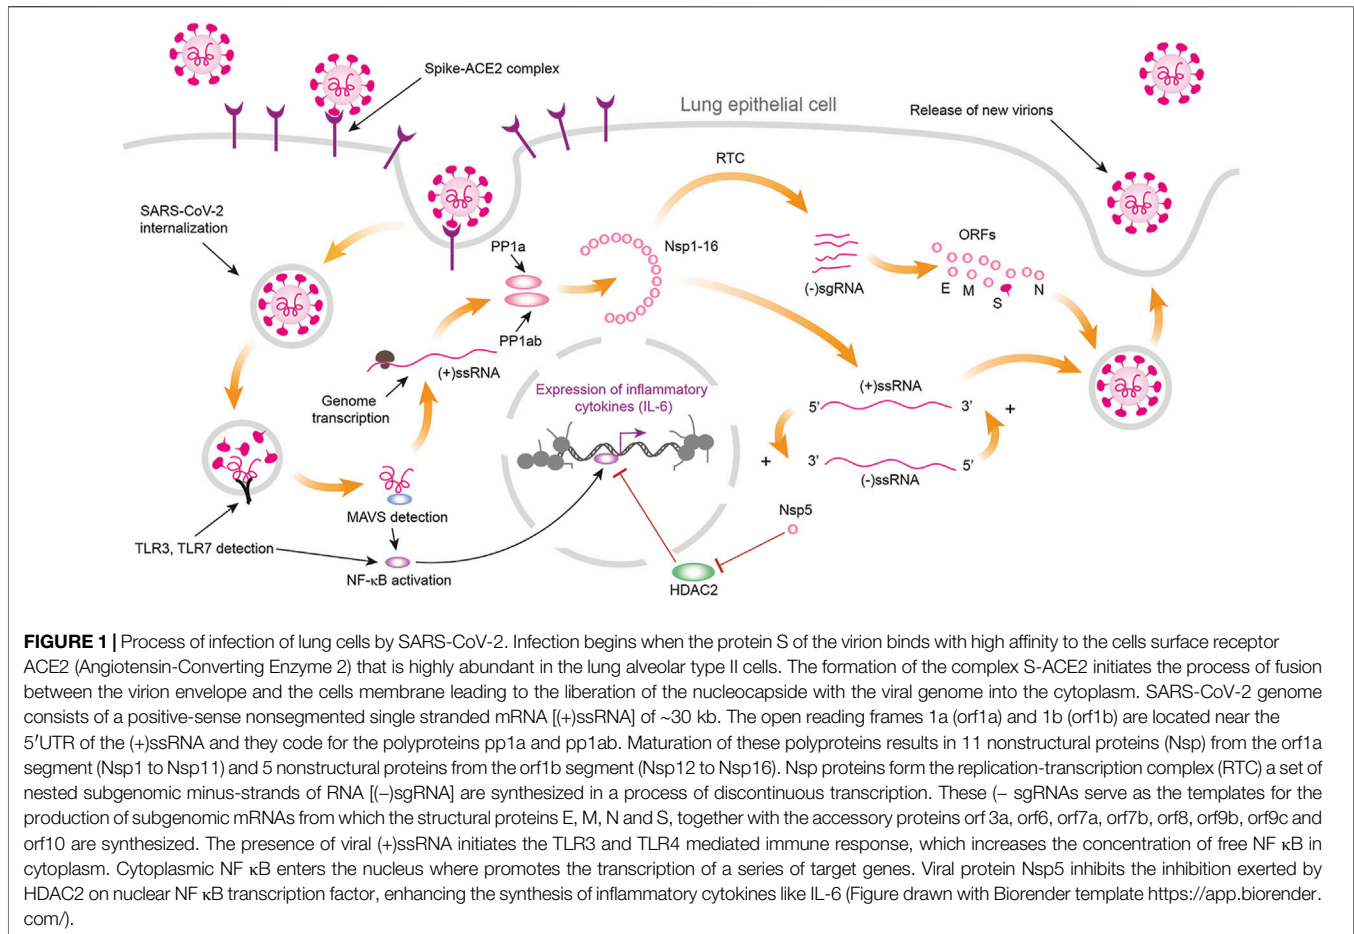 Spike-ACE2 complex
Lung epithelial cell
Release of new virions
RTC
SARS-CoV-2
internalization
PP1a
Nsp1-16
ORFs
(-)sgRNA
E
M
S
N
PP1ab
(+)ssRNA
Genome
transcription
Expression of inflammatory
cytokines (IL-6)
(+)ssRNA
5’
3’
+
+
3’
5’
(-)ssRNA
MAVS detection
Nsp5
TLR3, TLR7 detection
NF-κB activation
HDAC2
FIGURE 1 | Process of infection of lung cells by SARS-CoV-2. Infection begins when the protein S of the virion binds with high affinity to the cells surface receptor
ACE2 (Angiotensin-Converting Enzyme 2) that is highly abundant in the lung alveolar type II cells. The formation of the complex S-ACE2 initiates the process of fusion
between the virion envelope and the cells membrane leading to the liberation of the nucleocapside with the viral genome into the cytoplasm. SARS-CoV-2 genome
consists of a positive-sense nonsegmented single stranded mRNA [(+)ssRNA] of ~30 kb. The open reading frames 1a (orf1a) and 1b (orf1b) are located near the
5′UTR of the (+)ssRNA and they code for the polyproteins pp1a and pp1ab. Maturation of these polyproteins results in 11 nonstructural proteins (Nsp) from the orf1a
segment (Nsp1 to Nsp11) and 5 nonstructural proteins from the orf1b segment (Nsp12 to Nsp16). Nsp proteins form the replication-transcription complex (RTC) a set of
nested subgenomic minus-strands of RNA [(−)sgRNA] are synthesized in a process of discontinuous transcription. These (− sgRNAs serve as the templates for the
production of subgenomic mRNAs from which the structural proteins E, M, N and S, together with the accessory proteins orf 3a, orf6, orf7a, orf7b, orf8, orf9b, orf9c and
orf10 are synthesized. The presence of viral (+)ssRNA initiates the TLR3 and TLR4 mediated immune response, which increases the concentration of free NF κB in
cytoplasm. Cytoplasmic NF κB enters the nucleus where promotes the transcription of a series of target genes. Viral protein Nsp5 inhibits the inhibition exerted by
HDAC2 on nuclear NF κB transcription factor, enhancing the synthesis of inflammatory cytokines like IL-6 (Figure drawn with Biorender template https://app.biorender.
com/).